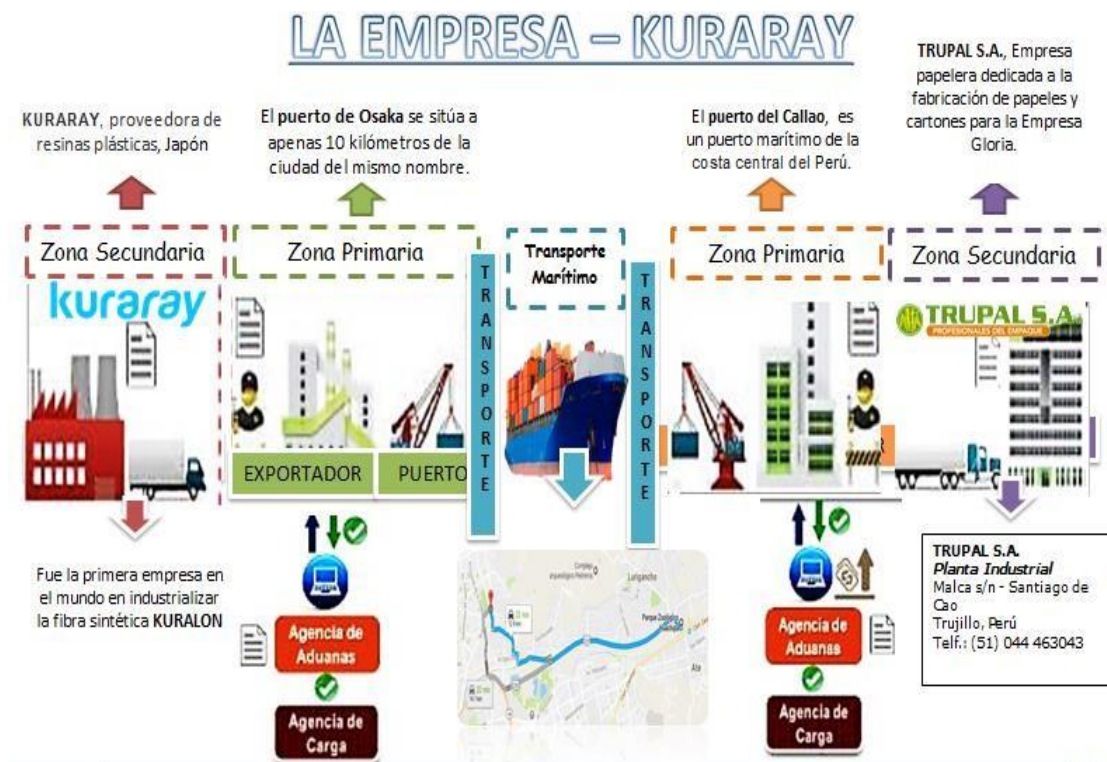 LA EMPRESA – KURARAY
KURARAY, proveedora de
resinas plásticas, Japón
El puerto de Osaka se sitúa a
apenas 10 kilómetros de la
ciudad del mismo nombre.
El puerto del Callao, es
un puerto marítimo de la
costa central del Perú.
TRUPAL S.A., Empresa
papelera dedicada a la
fabricación de papeles y
cartones para la Empresa
Gloria.
Zona Secundaria
Zona Primaria
Transporte
Marítimo
Zona Primaria
Zona Secundaria
kuraray
TRANSPORTE
TRANSPORTE
TRUPAL S.A.
PROFESIONALES DEL EMPAQUE
EXPORTADOR
PUERTO
R
Fue la primera empresa en
el mundo en industrializar
la fibra sintética KURALON
Agencia de
Aduanas
Agencia de
Carga
Lurigancho
Ate
Agencia de
Aduanas
Agencia de
Carga
TRUPAL S.A.
Planta Industrial
Malca s/n - Santiago de
Cao
Trujillo, Perú
Telf.: (51) 044 463043